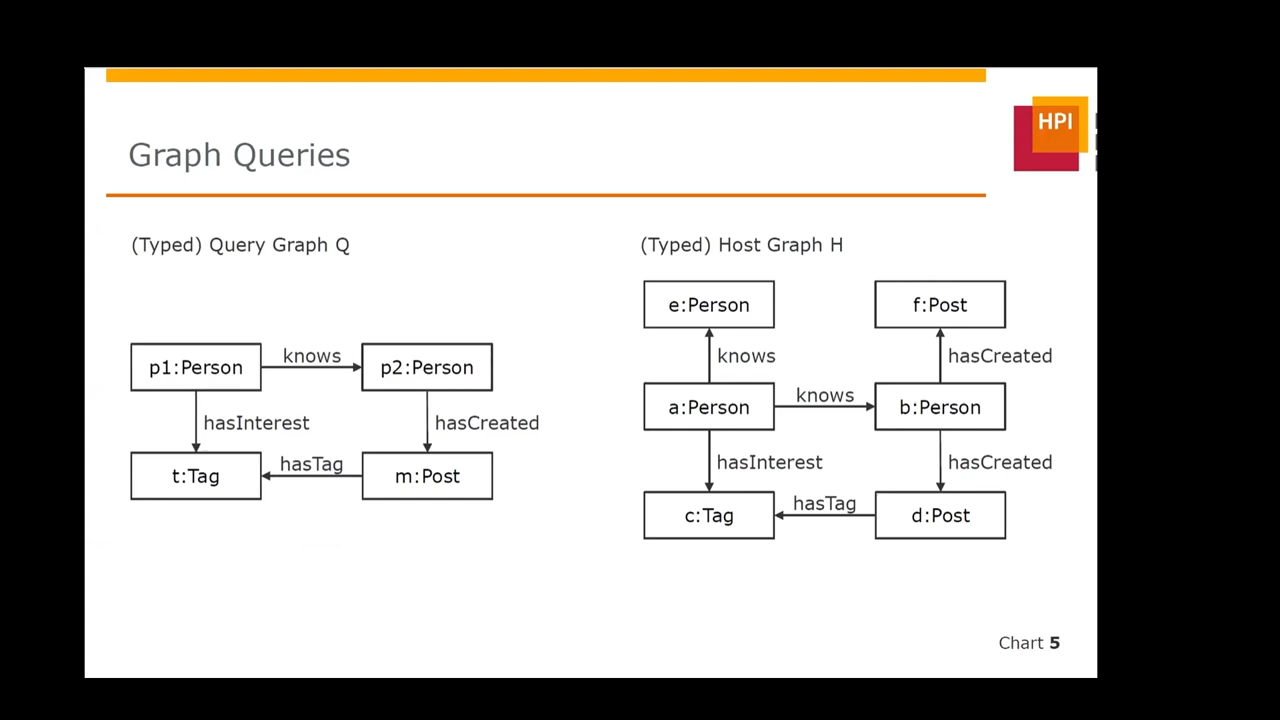 HPI
Graph Queries
(Typed) Query Graph Q
p1:Person
knows
p2:Person
hasInterest
hasCreated
t:Tag
hasTag
m:Post
(Typed) Host Graph H
e:Person
f:Post
knows
hasCreated
a:Person
knows
b:Person
hasInterest
hasCreated
c:Tag
hasTag
d:Post
Chart 5